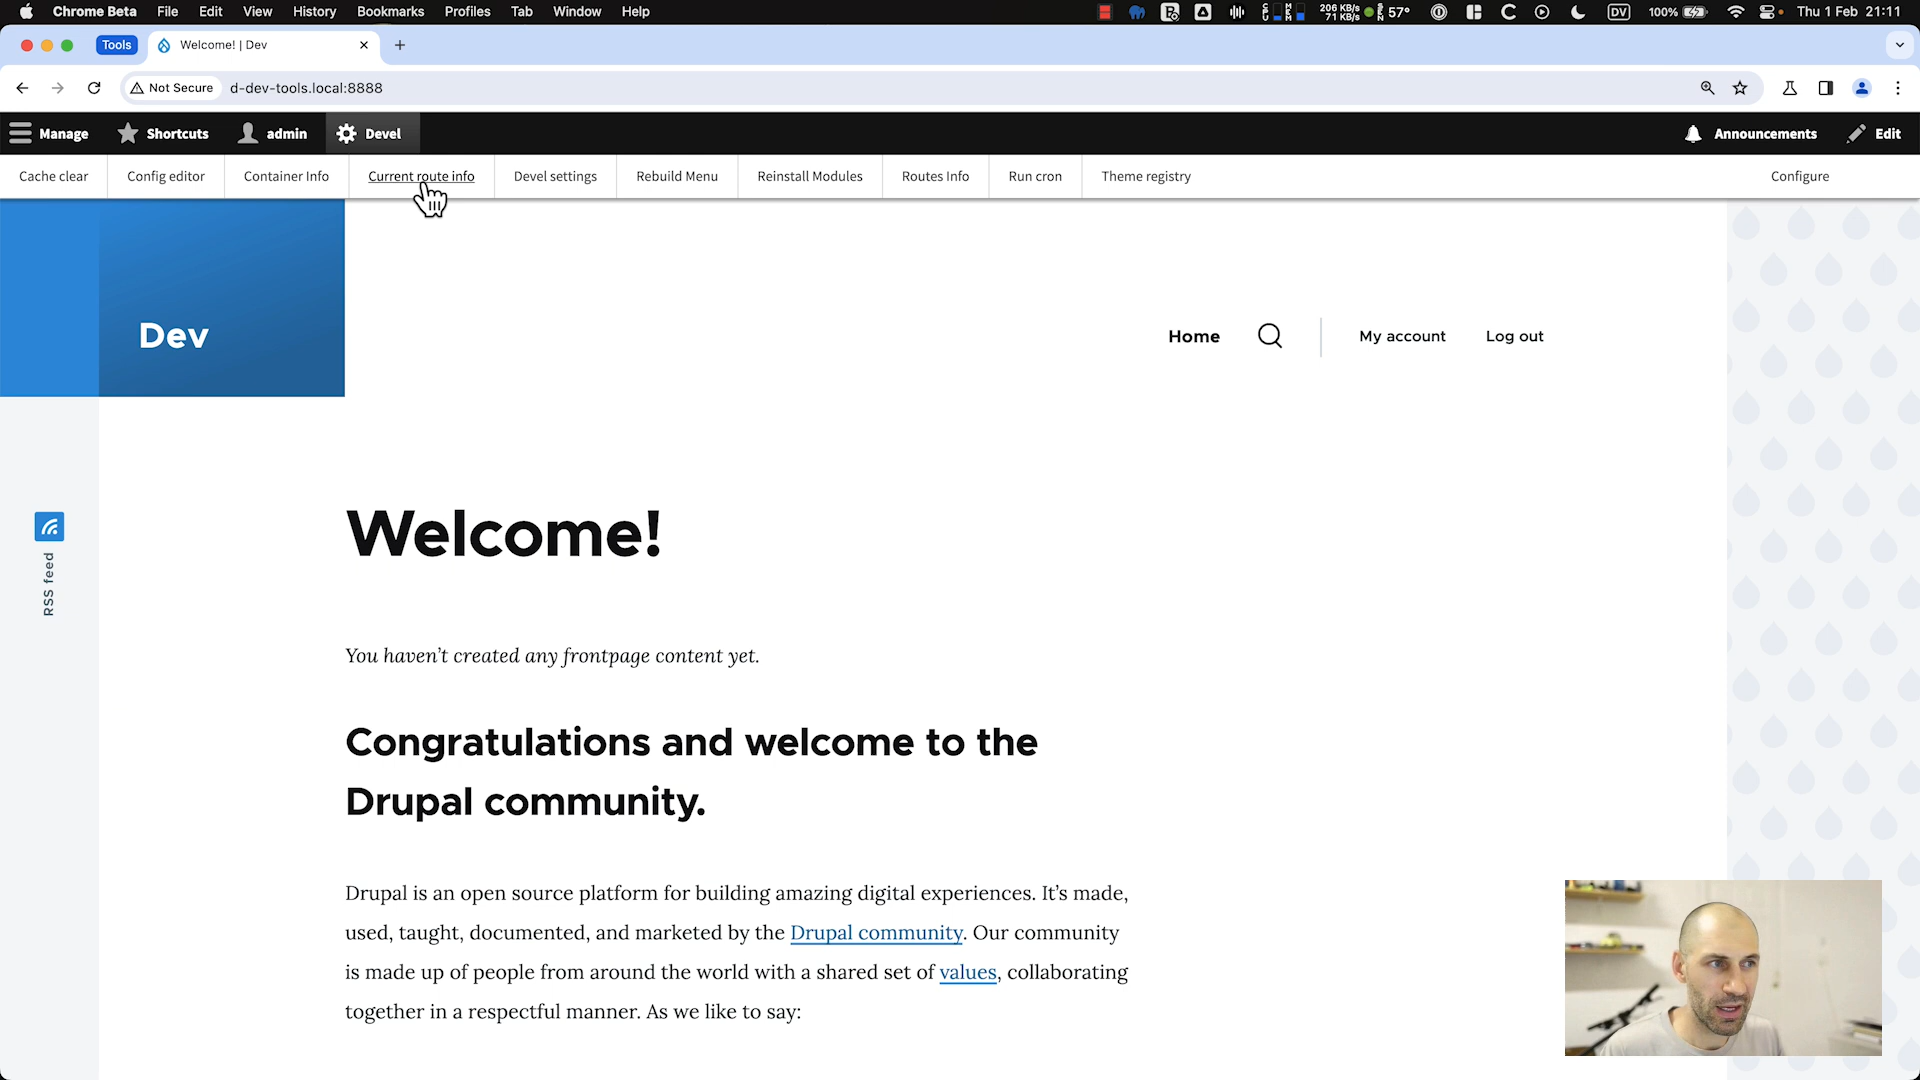 Chrome Beta File Edit View History Bookmarks Profiles Tab Window Help
206 KB/s
71 KB/s
57° DV 100% Thu 1 Feb 21:11
Tools Welcome! | Dev
Not Secure d-dev-tools.local:8888
Manage Shortcuts admin Devel Announcements Edit
Cache clear Config editor Container Info Current route info Devel settings Rebuild Menu Reinstall Modules Routes Info Run cron Theme registry Configure
Dev
Home My account Log out
Welcome!
RSS feed
You haven’t created any frontpage content yet.
Congratulations and welcome to the
Drupal community.
Drupal is an open source platform for building amazing digital experiences. It’s made,
used, taught, documented, and marketed by the Drupal community. Our community
is made up of people from around the world with a shared set of values, collaborating
together in a respectful manner. As we like to say: